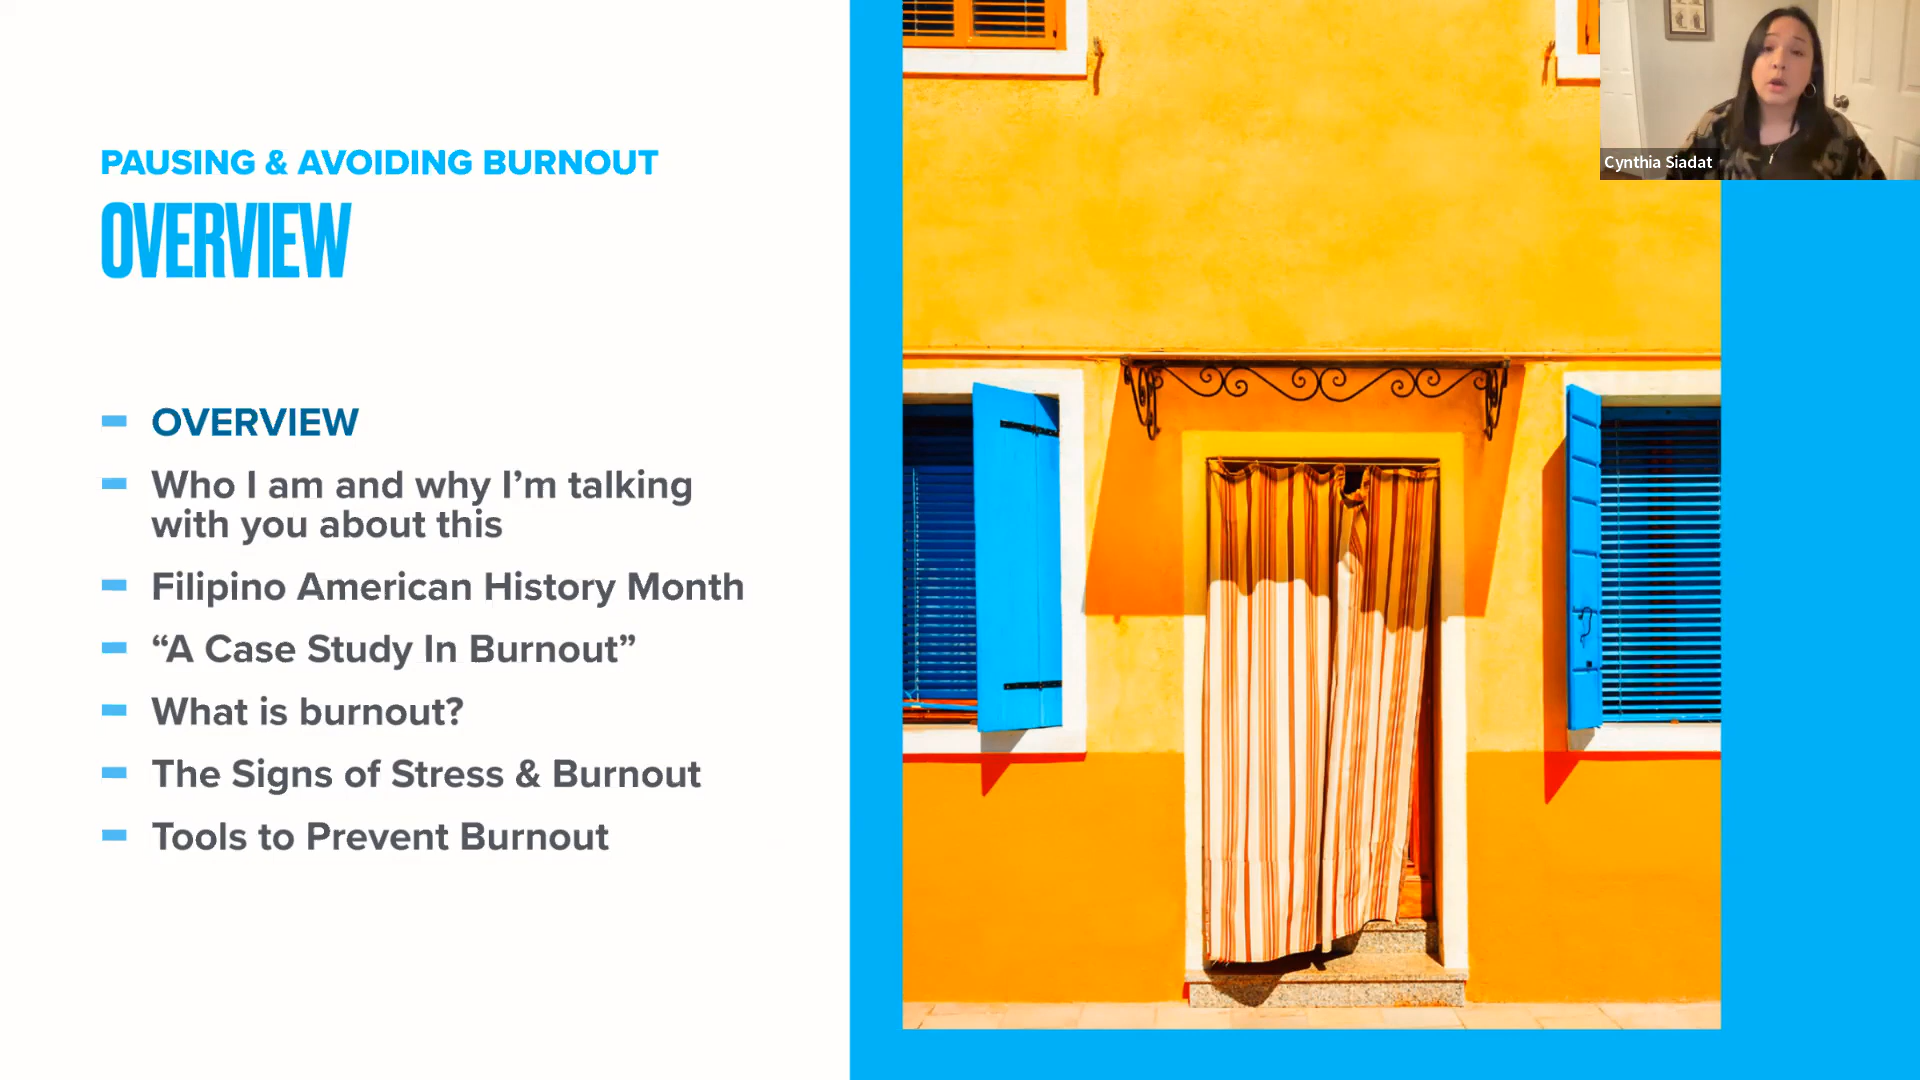 PAUSING & AVOIDING BURNOUT
OVERVIEW
OVERVIEW
Who I am and why I’m talking
with you about this
Filipino American History Month
“A Case Study In Burnout”
What is burnout?
The Signs of Stress & Burnout
Tools to Prevent Burnout
Cynthia Siadat